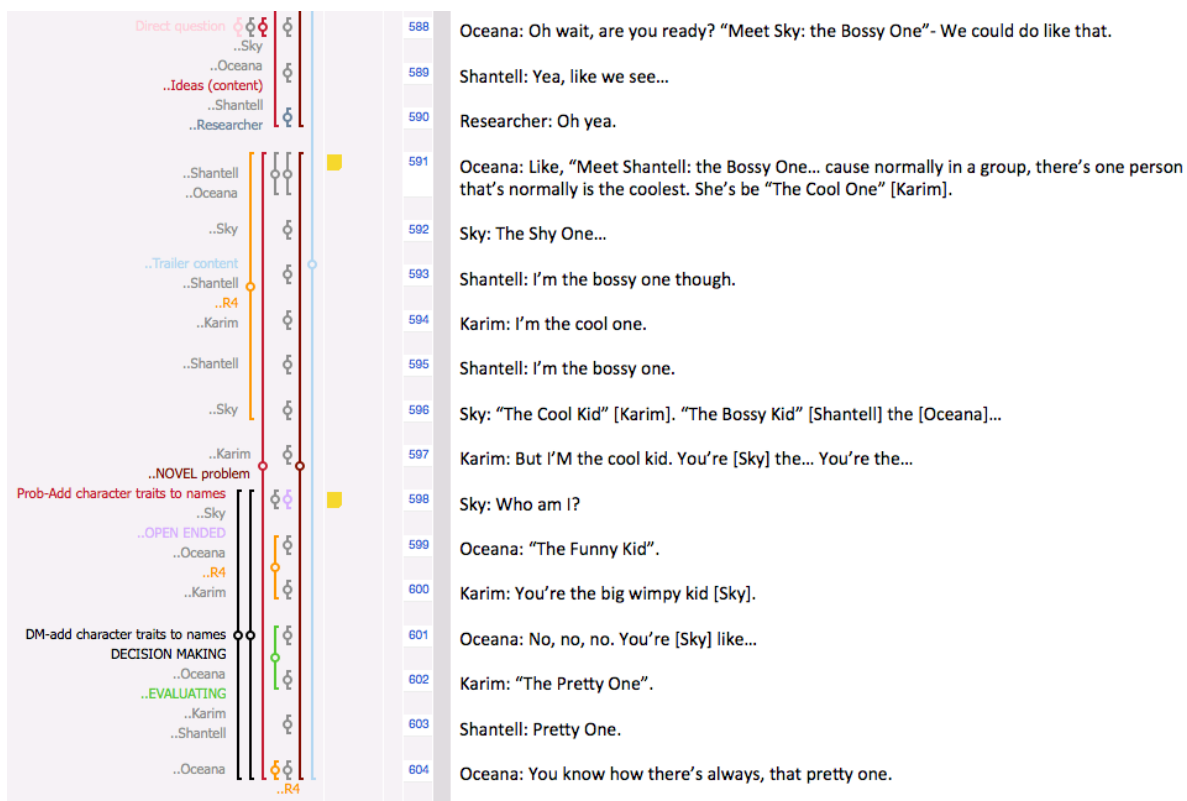 Direct question
..Sky
..Oceana
..Ideas (content)
..Shantell
..Researcher
..Shantell
..Oceana
..Sky
..Trailer content
..Shantell
..R4
..Karim
..Shantell
..Sky
..Karim
..NOVEL problem
Prob-Add character traits to names
..Sky
..OPEN ENDED
..Oceana
..R4
..Karim
DM-add character traits to names
DECISION MAKING
..Oceana
..EVALUATING
..Karim
..Shantell
..Oceana
..R4
588 Oceana: Oh wait, are you ready? “Meet Sky: the Bossy One”- We could do like that.
589 Shantell: Yea, like we see…
590 Researcher: Oh yea.
591 Oceana: Like, “Meet Shantell: the Bossy One… cause normally in a group, there’s one person
that’s normally is the coolest. She’s be “The Cool One” [Karim].
592 Sky: The Shy One…
593 Shantell: I’m the bossy one though.
594 Karim: I’m the cool one.
595 Shantell: I’m the bossy one.
596 Sky: “The Cool Kid” [Karim]. “The Bossy Kid” [Shantell] the [Oceana]…
597 Karim: But I’M the cool kid. You’re [Sky] the… You’re the…
598 Sky: Who am I?
599 Oceana: “The Funny Kid”.
600 Karim: You’re the big wimpy kid [Sky].
601 Oceana: No, no, no. You’re [Sky] like…
602 Karim: “The Pretty One”.
603 Shantell: Pretty One.
604 Oceana: You know how there’s always, that pretty one.